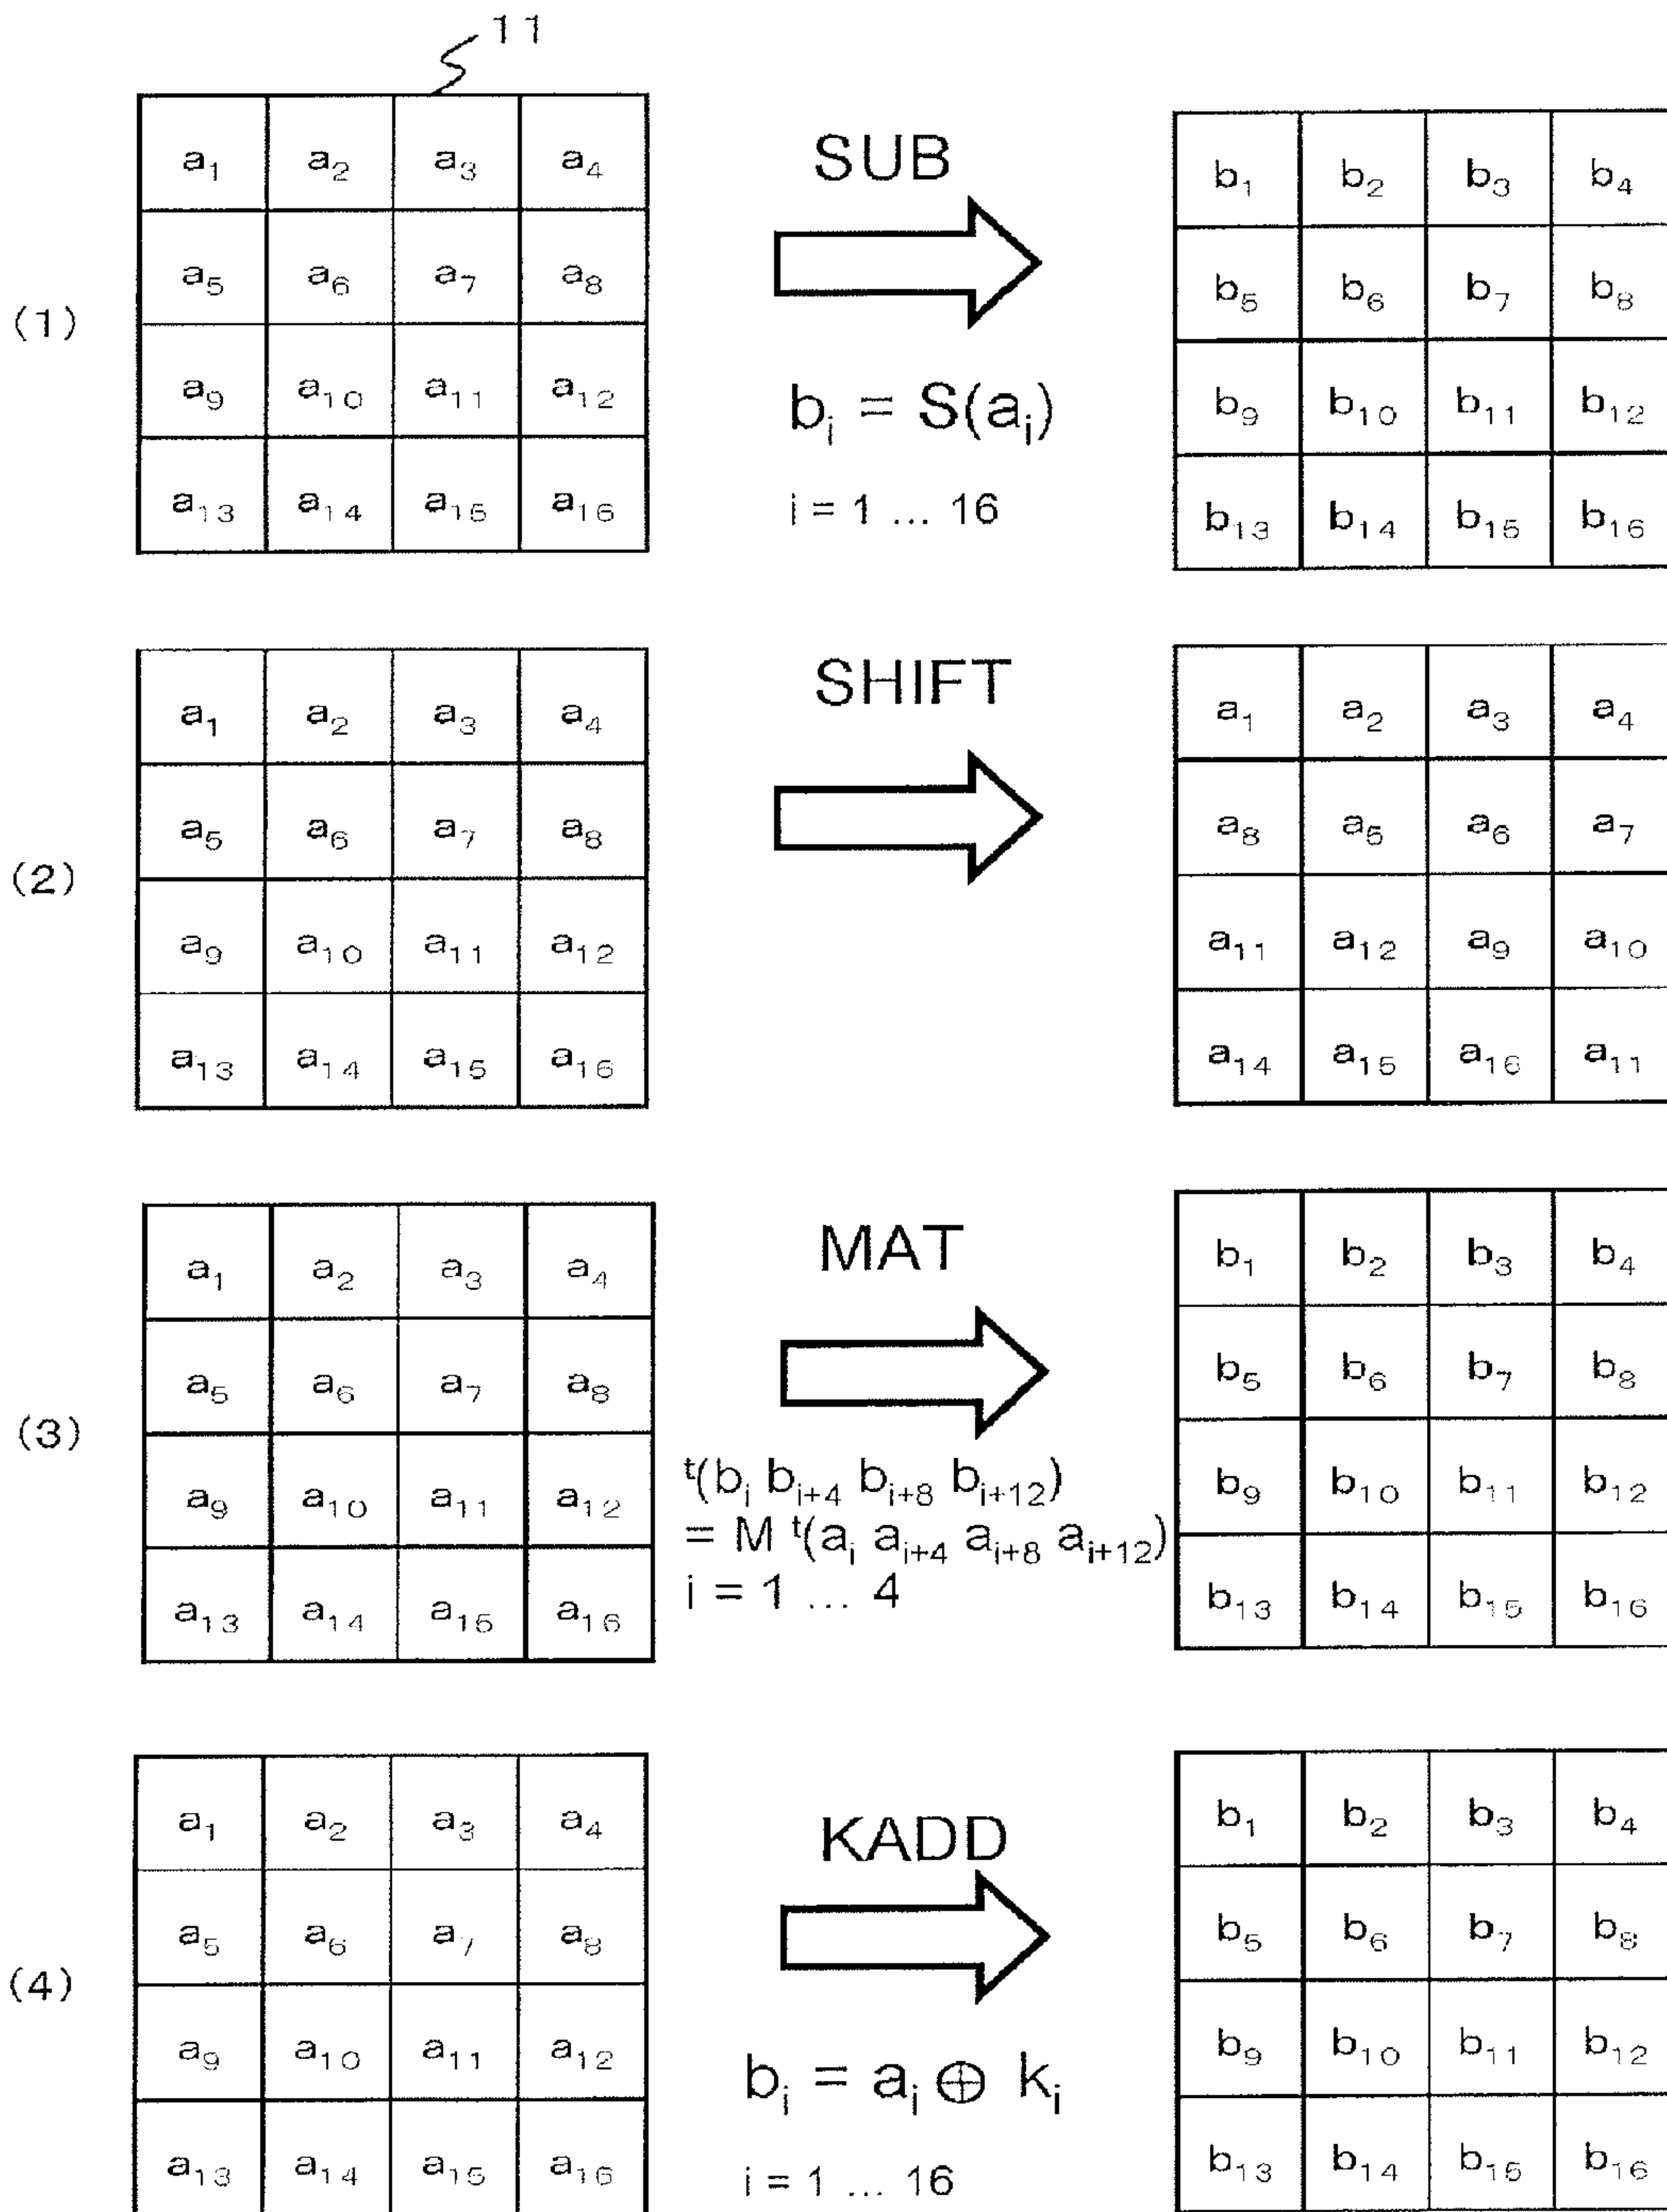 11
(1)
a₁ a₂ a₃ a₄
a₅ a₆ a₇ a₈
a₉ a₁₀ a₁₁ a₁₂
a₁₃ a₁₄ a₁₅ a₁₆
SUB
bᵢ = S(aᵢ)
i = 1 ... 16
b₁ b₂ b₃ b₄
b₅ b₆ b₇ b₈
b₉ b₁₀ b₁₁ b₁₂
b₁₃ b₁₄ b₁₅ b₁₆
(2)
a₁ a₂ a₃ a₄
a₅ a₆ a₇ a₈
a₉ a₁₀ a₁₁ a₁₂
a₁₃ a₁₄ a₁₅ a₁₆
SHIFT
a₁ a₂ a₃ a₄
a₈ a₅ a₆ a₇
a₁₁ a₁₂ a₉ a₁₀
a₁₄ a₁₅ a₁₆ a₁₁
(3)
a₁ a₂ a₃ a₄
a₅ a₆ a₇ a₈
a₉ a₁₀ a₁₁ a₁₂
a₁₃ a₁₄ a₁₅ a₁₆
MAT
ᵗ(bᵢ bᵢ₊₄ bᵢ₊₈ bᵢ₊₁₂)
= M ᵗ(aᵢ aᵢ₊₄ aᵢ₊₈ aᵢ₊₁₂)
i = 1 ... 4
b₁ b₂ b₃ b₄
b₅ b₆ b₇ b₈
b₉ b₁₀ b₁₁ b₁₂
b₁₃ b₁₄ b₁₅ b₁₆
(4)
a₁ a₂ a₃ a₄
a₅ a₆ a₇ a₈
a₉ a₁₀ a₁₁ a₁₂
a₁₃ a₁₄ a₁₅ a₁₆
KADD
bᵢ = aᵢ ⊕ kᵢ
i = 1 ... 16
b₁ b₂ b₃ b₄
b₅ b₆ b₇ b₈
b₉ b₁₀ b₁₁ b₁₂
b₁₃ b₁₄ b₁₅ b₁₆